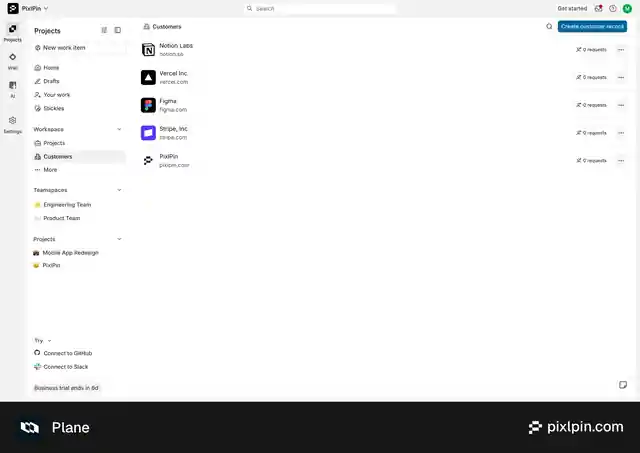 PixlPin
Search
Get started
M
Projects
Wiki
AI
Settings
Projects
New work item
Home
Drafts
Your work
Stickies
Workspace
Projects
Customers
More
Teamspaces
Engineering Team
Product Team
Projects
Mobile App Redesign
PixlPin
Try
Connect to GitHub
Connect to Slack
Business trial ends in 8d
Customers
Create customer record
Notion Labs
notion.so
0 requests
Vercel Inc
vercel.com
0 requests
Figma
figma.com
0 requests
Stripe, Inc
stripe.com
0 requests
PixlPin
pixlpin.com
0 requests
Plane
pixlpin.com